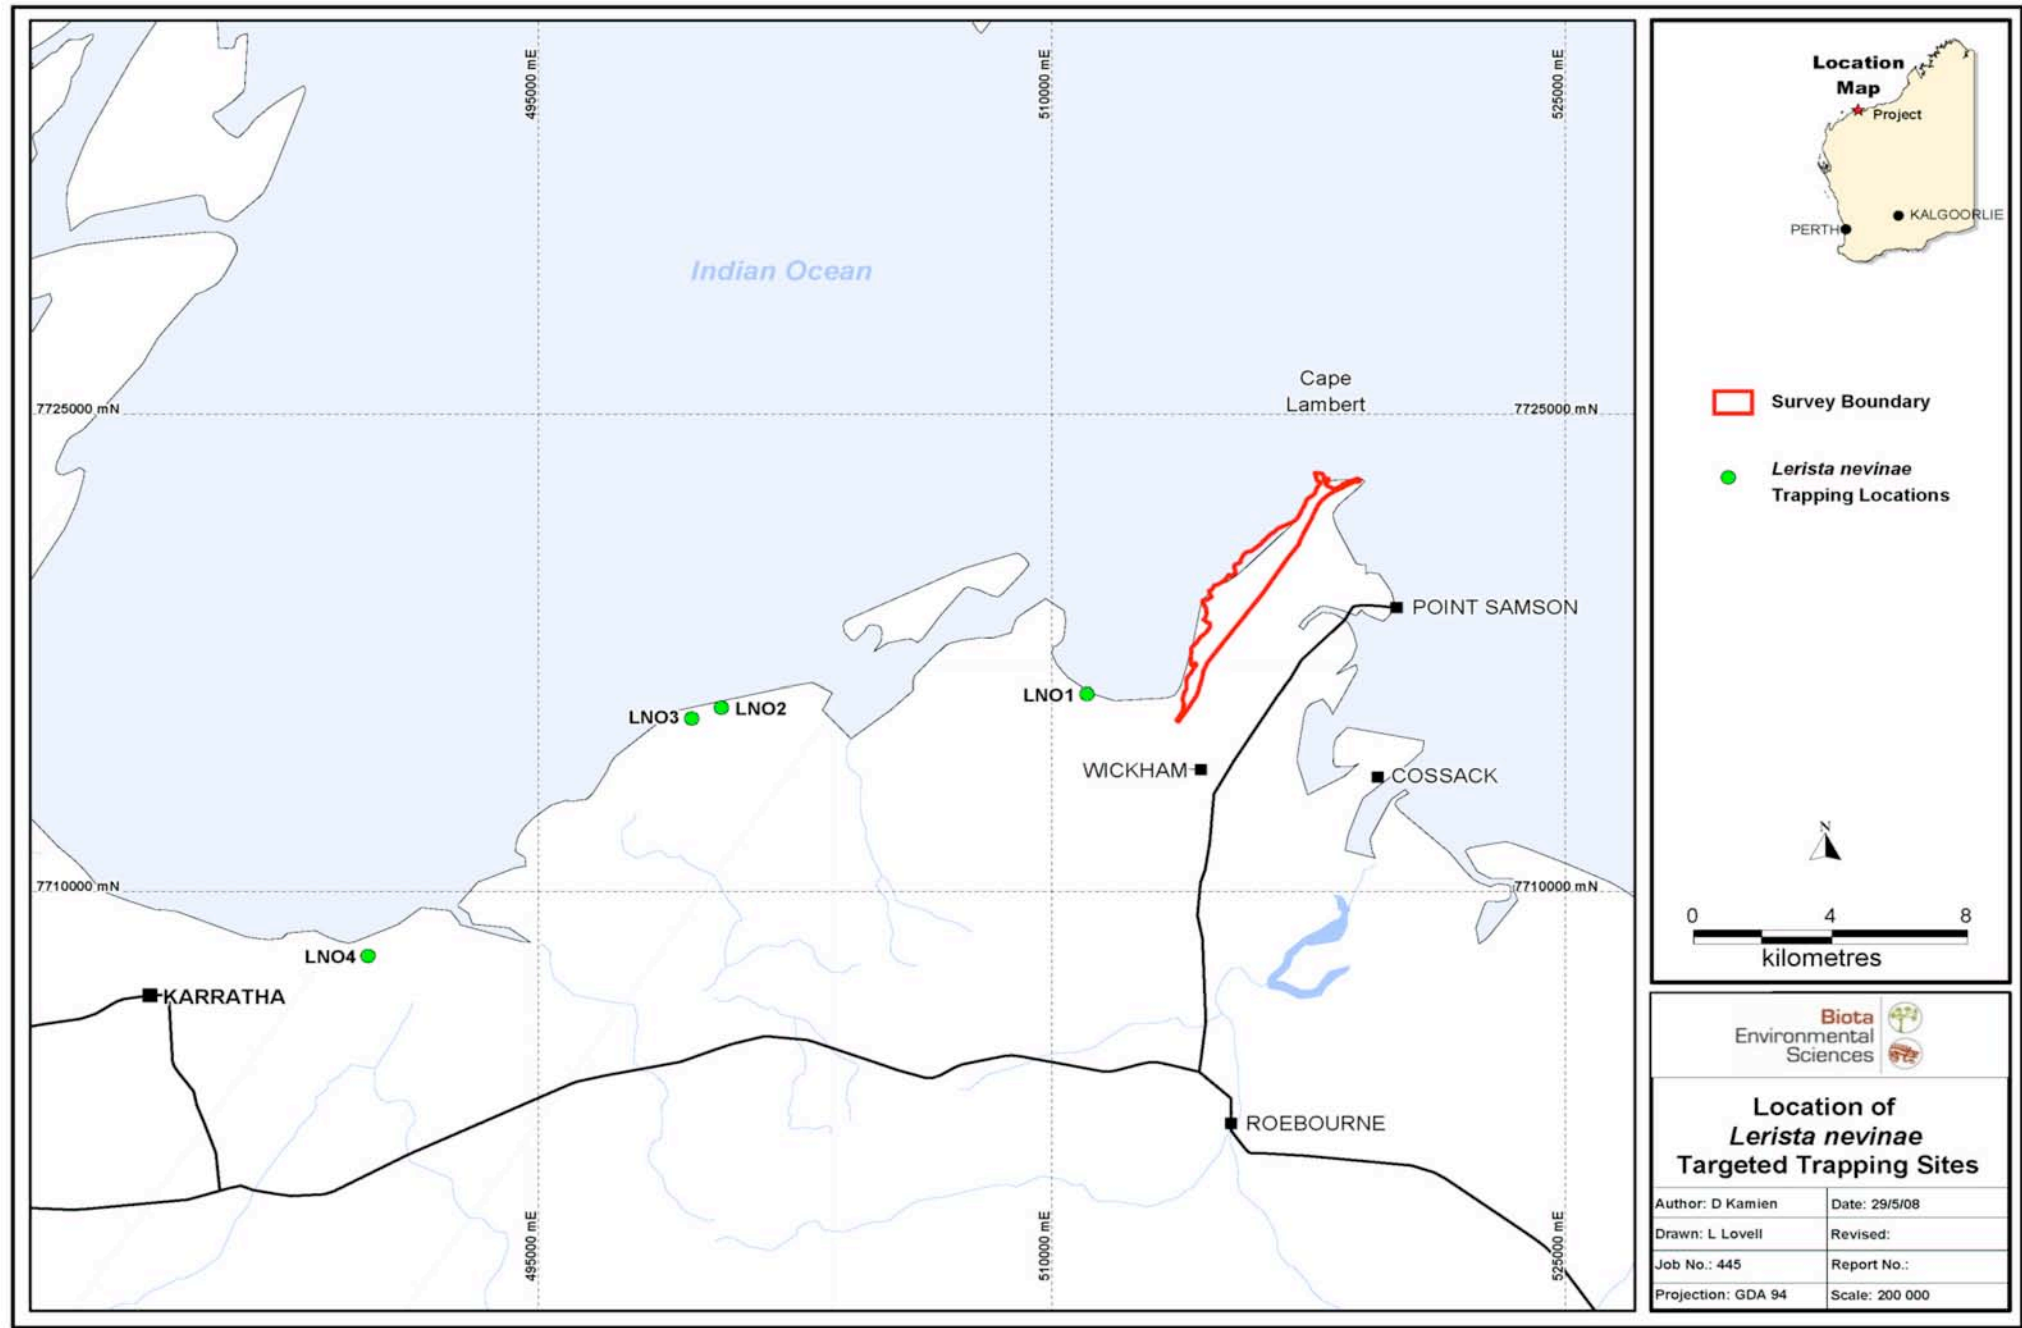 495000 mE
510000 mE
525000 mE
Indian Ocean
Cape
Lambert
7725000 mN
7725000 mN
POINT SAMSON
LNO1
LNO3
LNO2
WICKHAM
COSSACK
7710000 mN
7710000 mN
LNO4
KARRATHA
ROEBOURNE
495000 mE
510000 mE
525000 mE
Location
Map
Project
KALGOORLIE
PERTH
Survey Boundary
Lerista nevinae
Trapping Locations
N
0 4 8
kilometres
Biota
Environmental
Sciences
Location of
Lerista nevinae
Targeted Trapping Sites
Author: D Kamien
Date: 29/5/08
Drawn: L Lovell
Revised:
Job No.: 445
Report No.:
Projection: GDA 94
Scale: 200 000